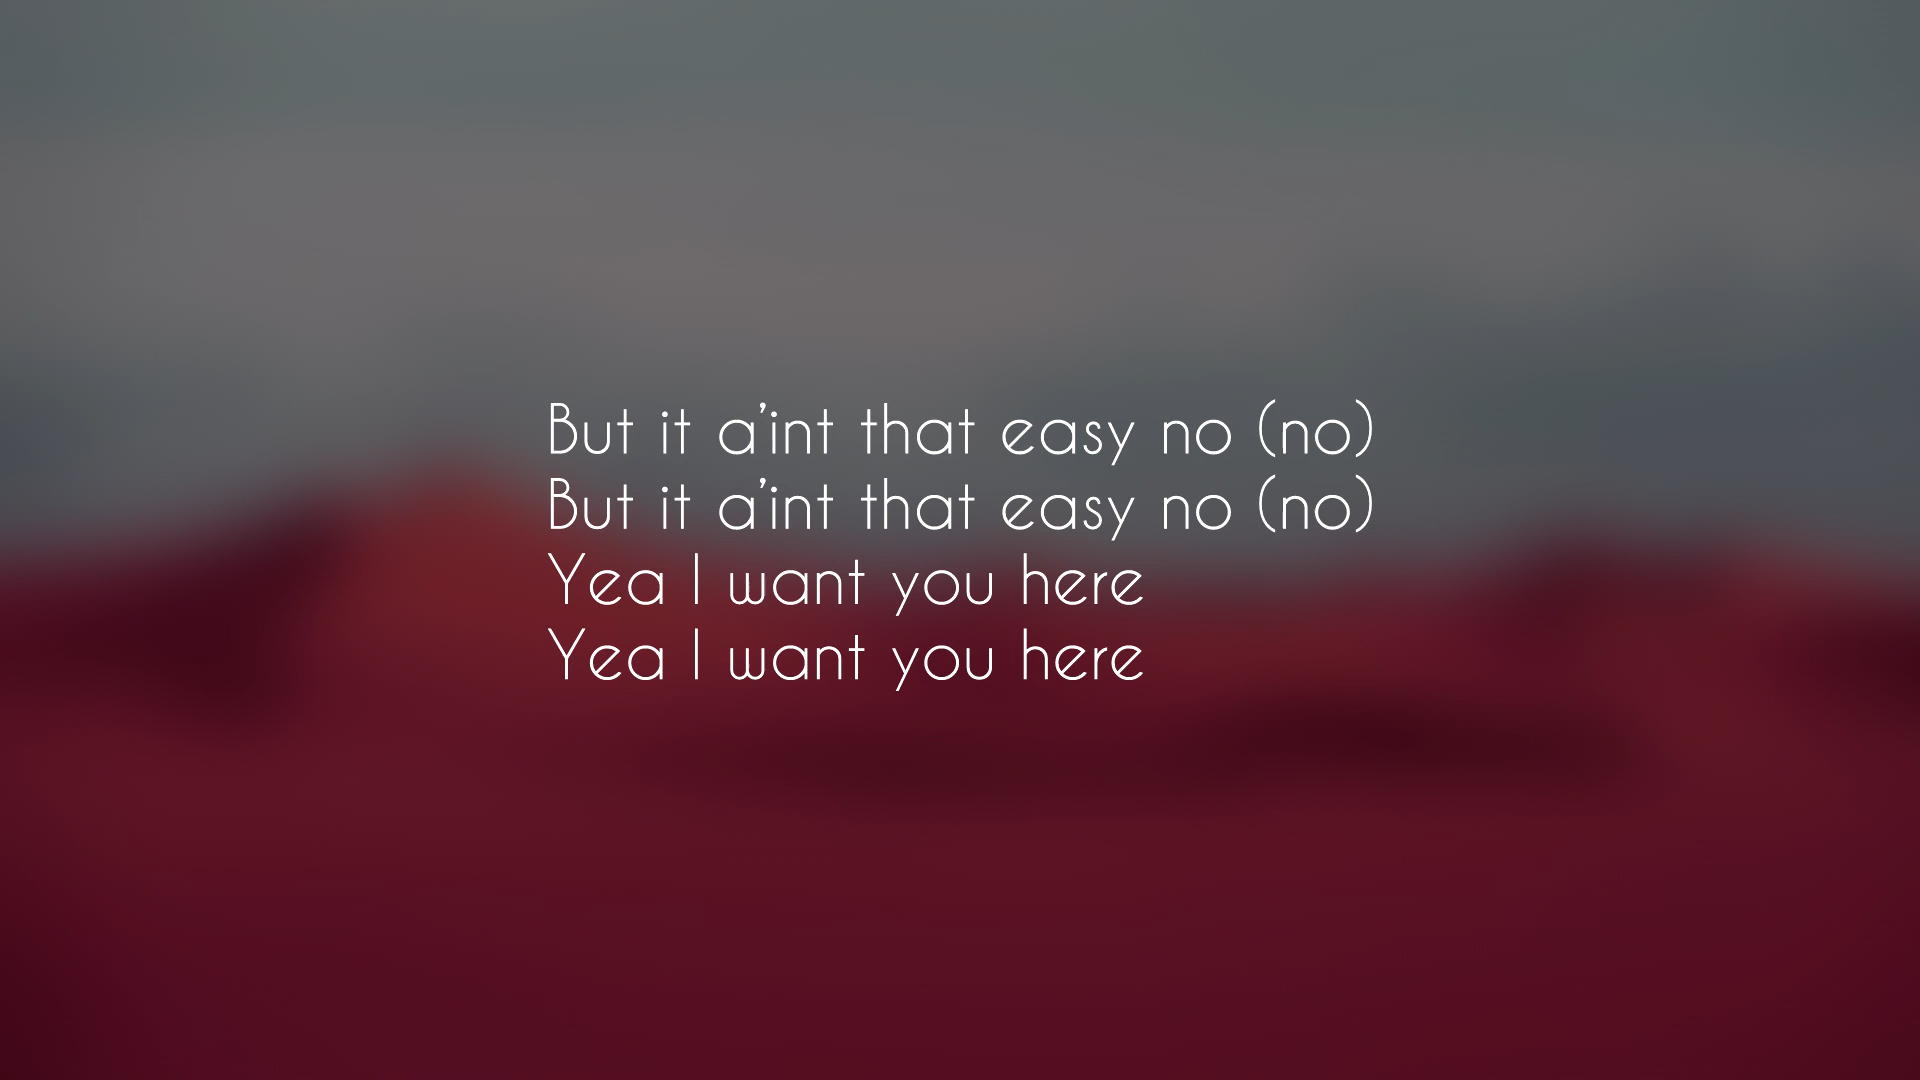 But it a'int that easy no (no)
But it a'int that easy no (no)
Yea I want you here
Yea I want you here